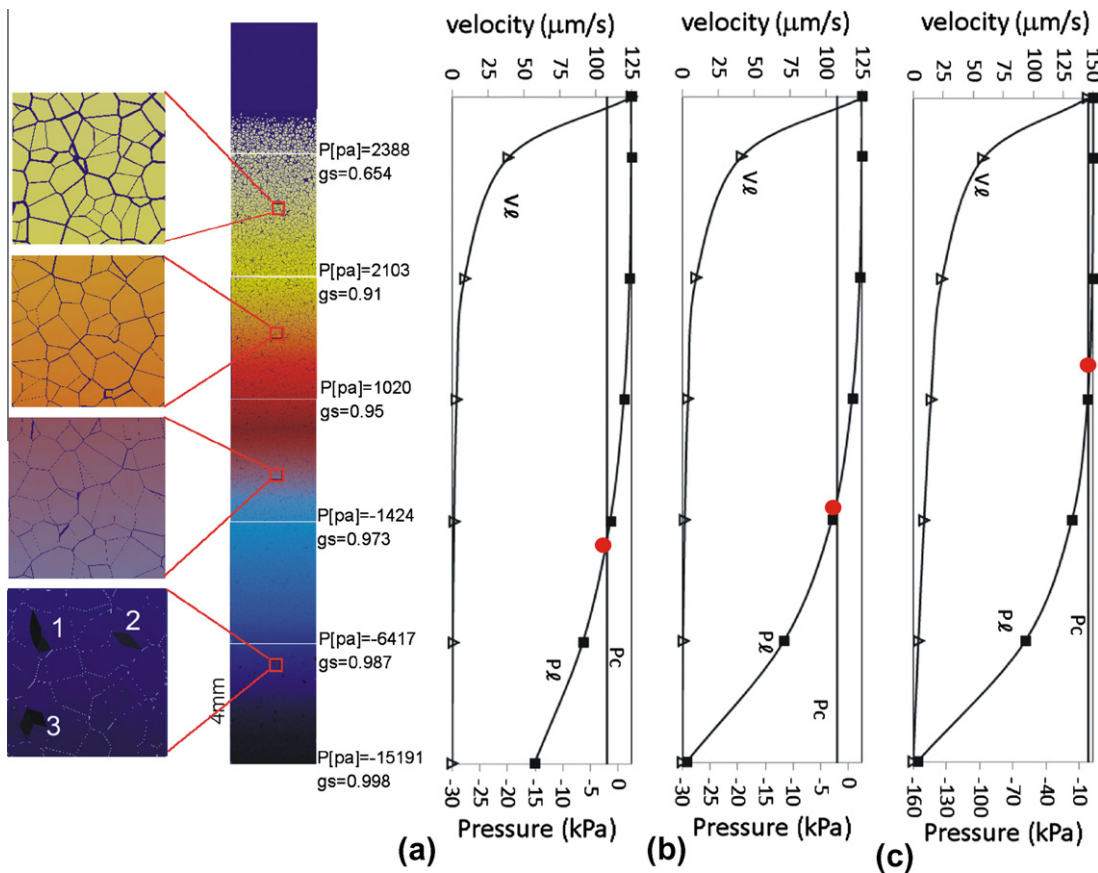 velocity (μm/s)
0 25 50 75 100 125
velocity (μm/s)
0 25 50 75 100 125
velocity (μm/s)
0 25 50 75 100 125 150
P[pa]=2388
gs=0.654
P[pa]=2103
gs=0.91
P[pa]=1020
gs=0.95
P[pa]=-1424
gs=0.973
P[pa]=-6417
gs=0.987
P[pa]=-15191
gs=0.998
1
2
3
4mm
Vℓ
Pℓ
Pc
Vℓ
Pℓ
Pc
Vℓ
Pℓ
Pc
-30 -25 -20 -15 -10 -5 0
Pressure (kPa)
-30 -25 -20 -15 -10 -5 0
Pressure (kPa)
-160 -130 -100 -70 -40 -10
Pressure (kPa)
(a)
(b)
(c)